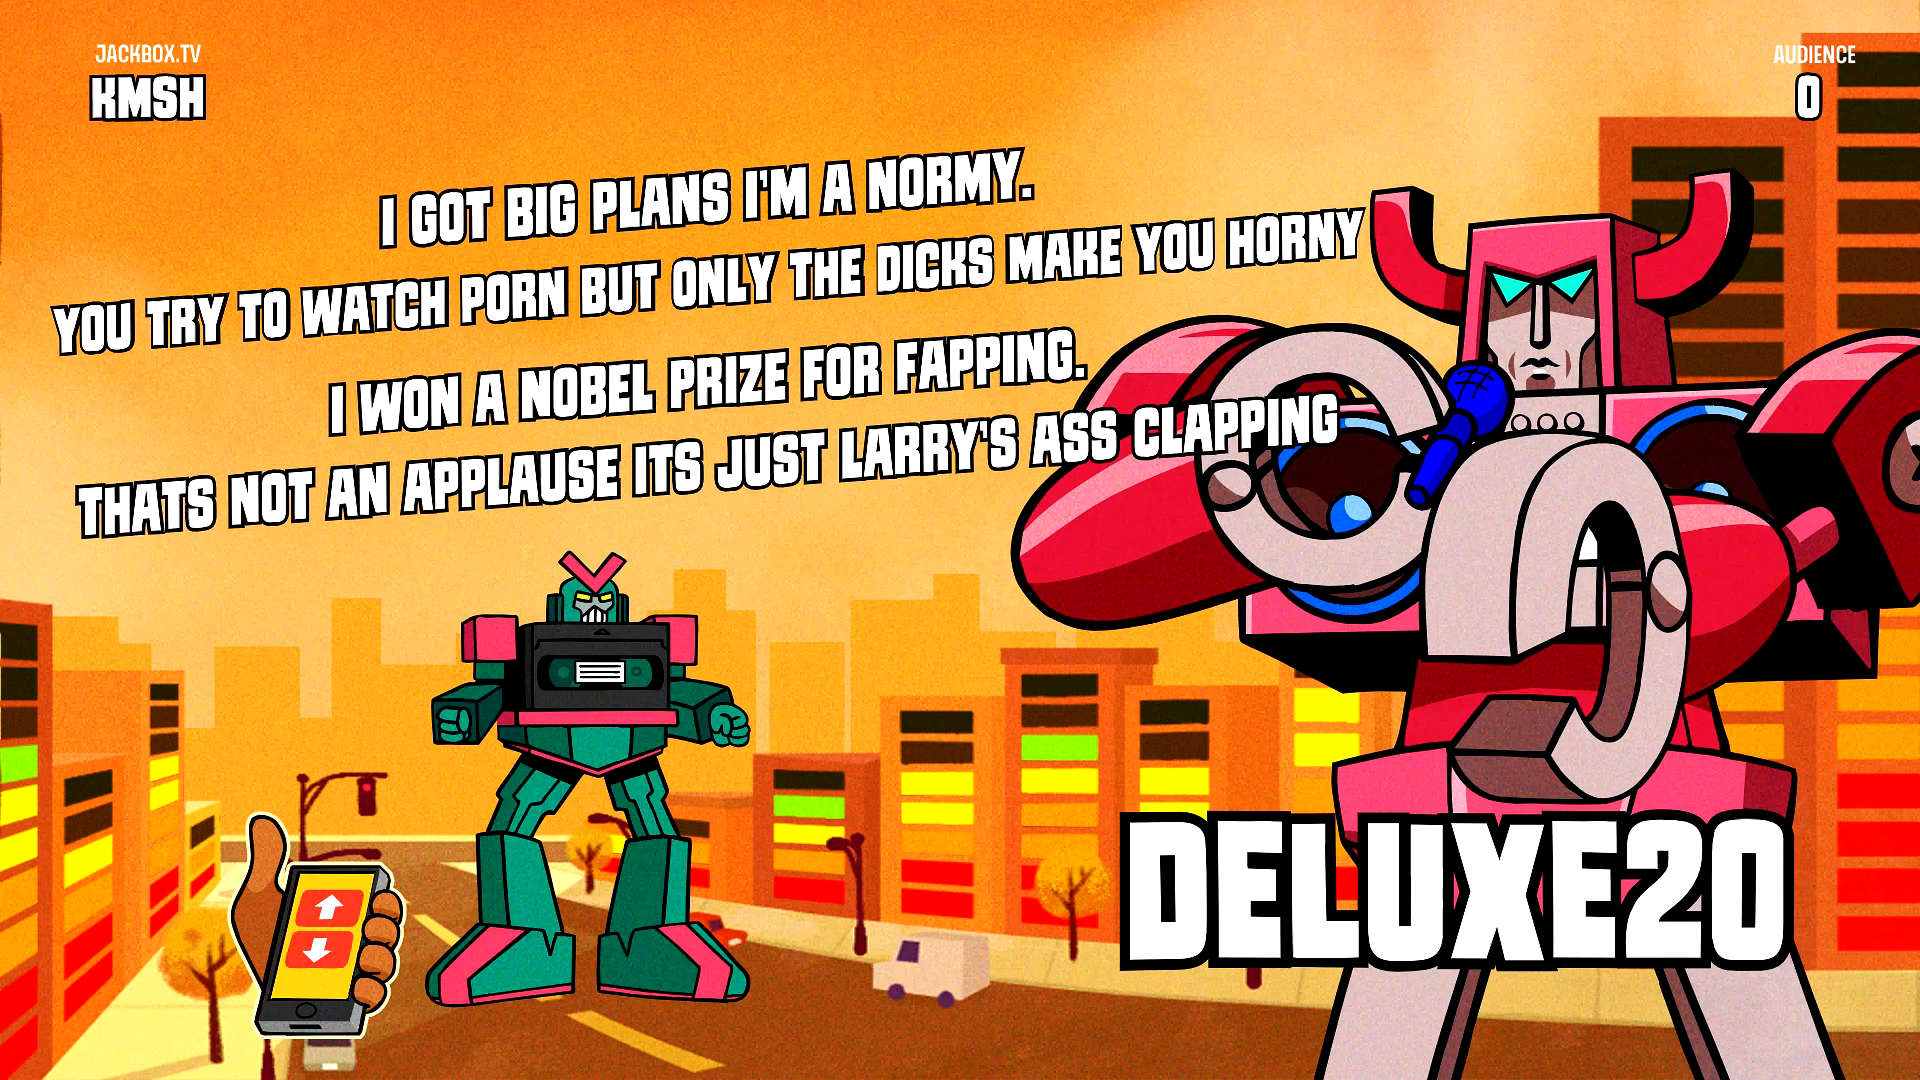 JACKBOX.TV
KMSH
AUDIENCE
0
I GOT BIG PLANS I'M A NORMY.
YOU TRY TO WATCH PORN BUT ONLY THE DICKS MAKE YOU HORNY
I WON A NOBEL PRIZE FOR FAPPING.
THATS NOT AN APPLAUSE ITS JUST LARRY'S ASS CLAPPING
DELUXE20